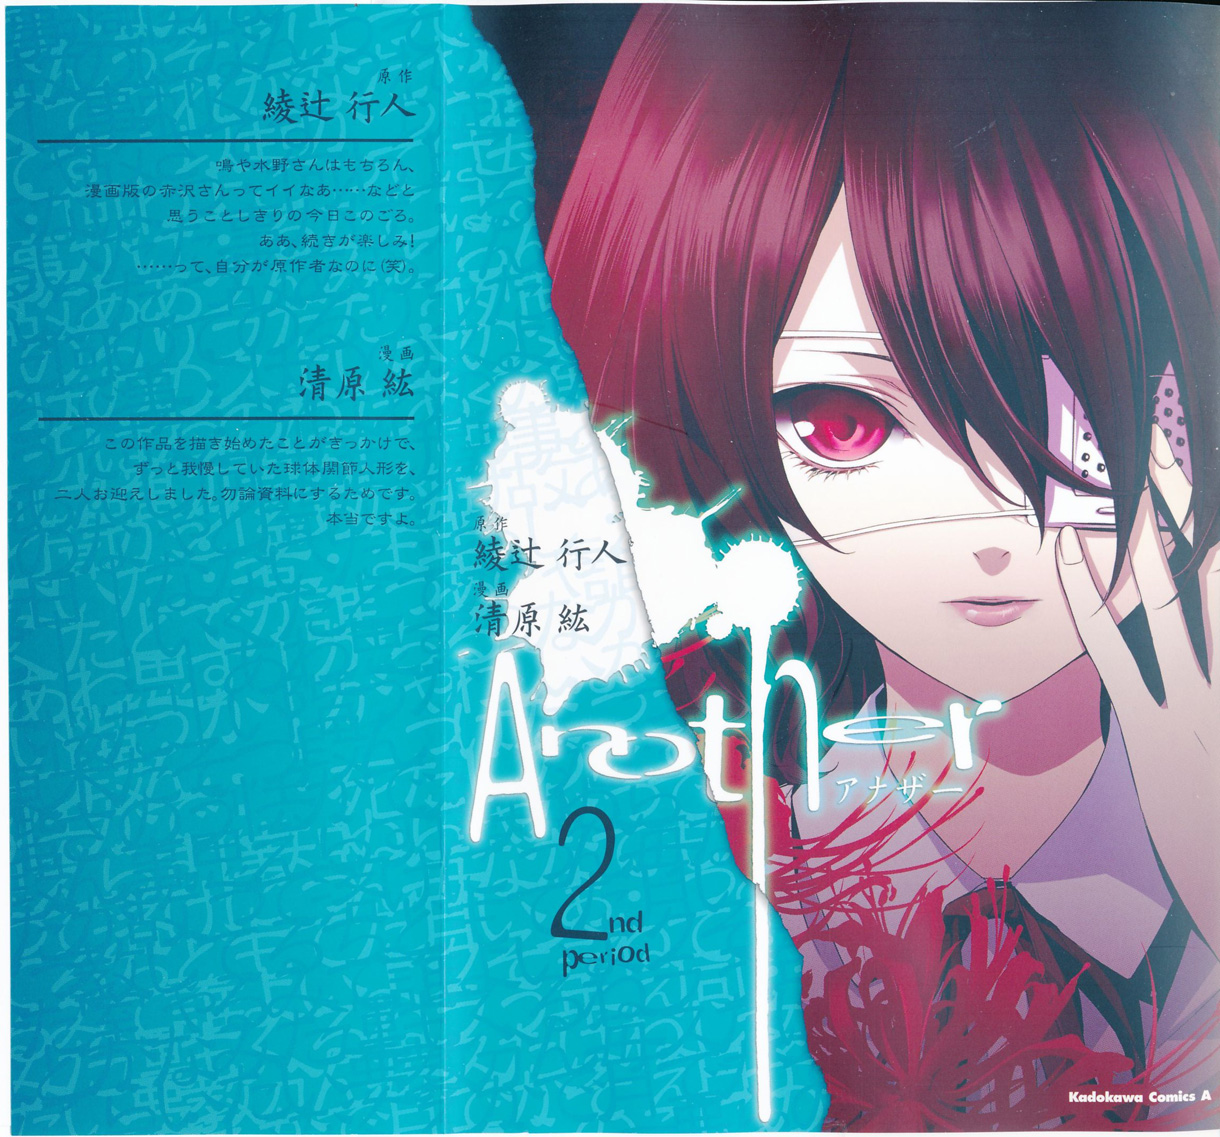 原作
綾辻 行人
鳴や水野さんはもちろん、
漫画版の赤沢さんってイイなあ……などと
思うことしきりの今日このごろ。
ああ、続きが楽しみ!
……って、自分が原作者なのに(笑)。
漫画
清原 紘
この作品を描き始めたことがきっかけで、
ずっと我慢していた球体関節人形を、
二人お迎えしました。勿論資料にするためです。
本当ですよ。
原作
綾辻 行人
漫画
清原 紘
Another
アナザー
2nd
period
Kadokawa Comics A